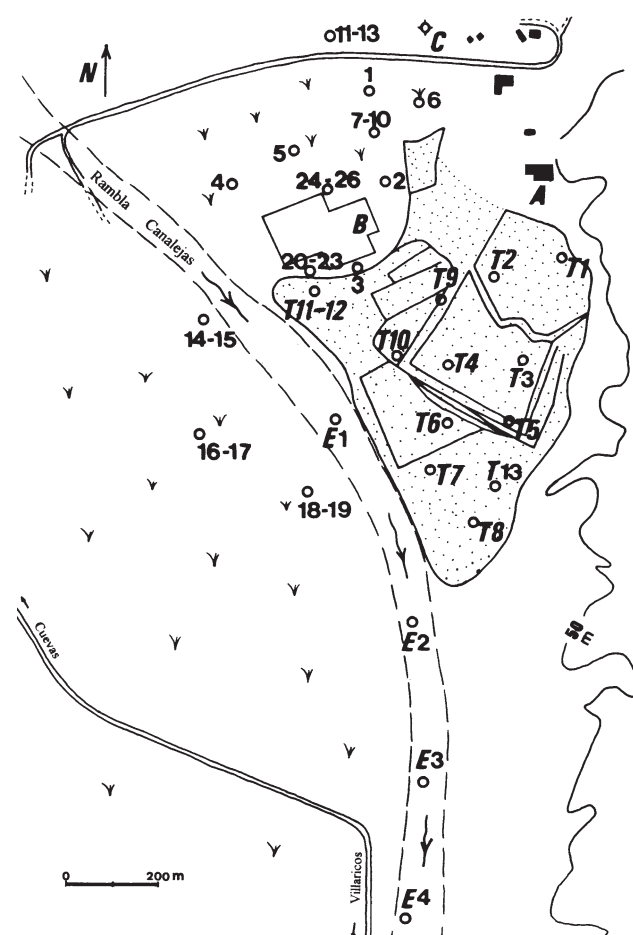 11-13
C
N
1
6
7-10
5
4
24-26
2
A
Rambla
Canalejas
B
T1
T2
20-23
3
T9
T11-12
14-15
T10
T4
T3
E1
T6
T5
16-17
T7
T13
18-19
T8
E2
50 E
Cuevas
E3
0 200 m
Villaricos
E4